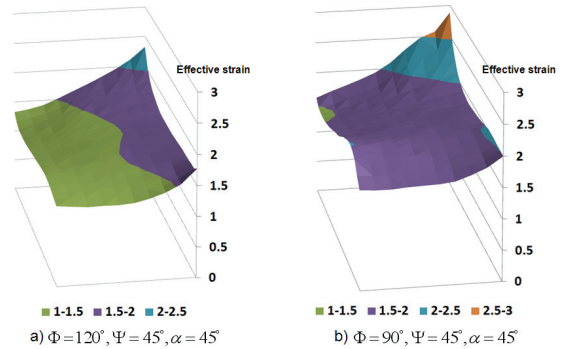 Effective strain
3
2.5
2
1.5
1
0.5
0
1-1.5 1.5-2 2-2.5
a) Φ=120°, Ψ=45°, α=45°
Effective strain
3
2.5
2
1.5
1
0.5
0
1-1.5 1.5-2 2-2.5 2.5-3
b) Φ=90°, Ψ=45°, α=45°